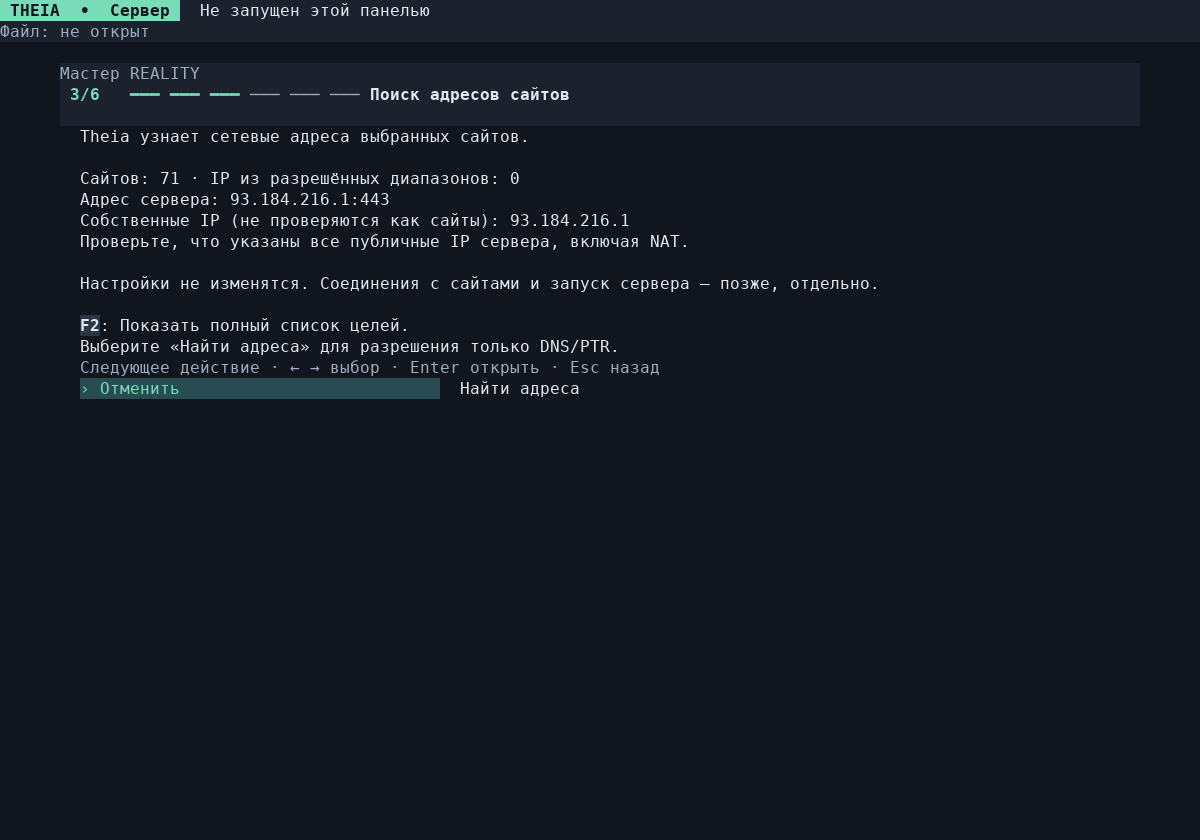 THEIA • Сервер Не запущен этой панелью
Файл: не открыт
Мастер REALITY
3/6 ━━━ ━━━ ━━━ ─── ─── ─── Поиск адресов сайтов
Theia узнает сетевые адреса выбранных сайтов.
Сайтов: 71 · IP из разрешённых диапазонов: 0
Адрес сервера: 93.184.216.1:443
Собственные IP (не проверяются как сайты): 93.184.216.1
Проверьте, что указаны все публичные IP сервера, включая NAT.
Настройки не изменятся. Соединения с сайтами и запуск сервера — позже, отдельно.
F2: Показать полный список целей.
Выберите «Найти адреса» для разрешения только DNS/PTR.
Следующее действие · ← → выбор · Enter открыть · Esc назад
› Отменить Найти адреса